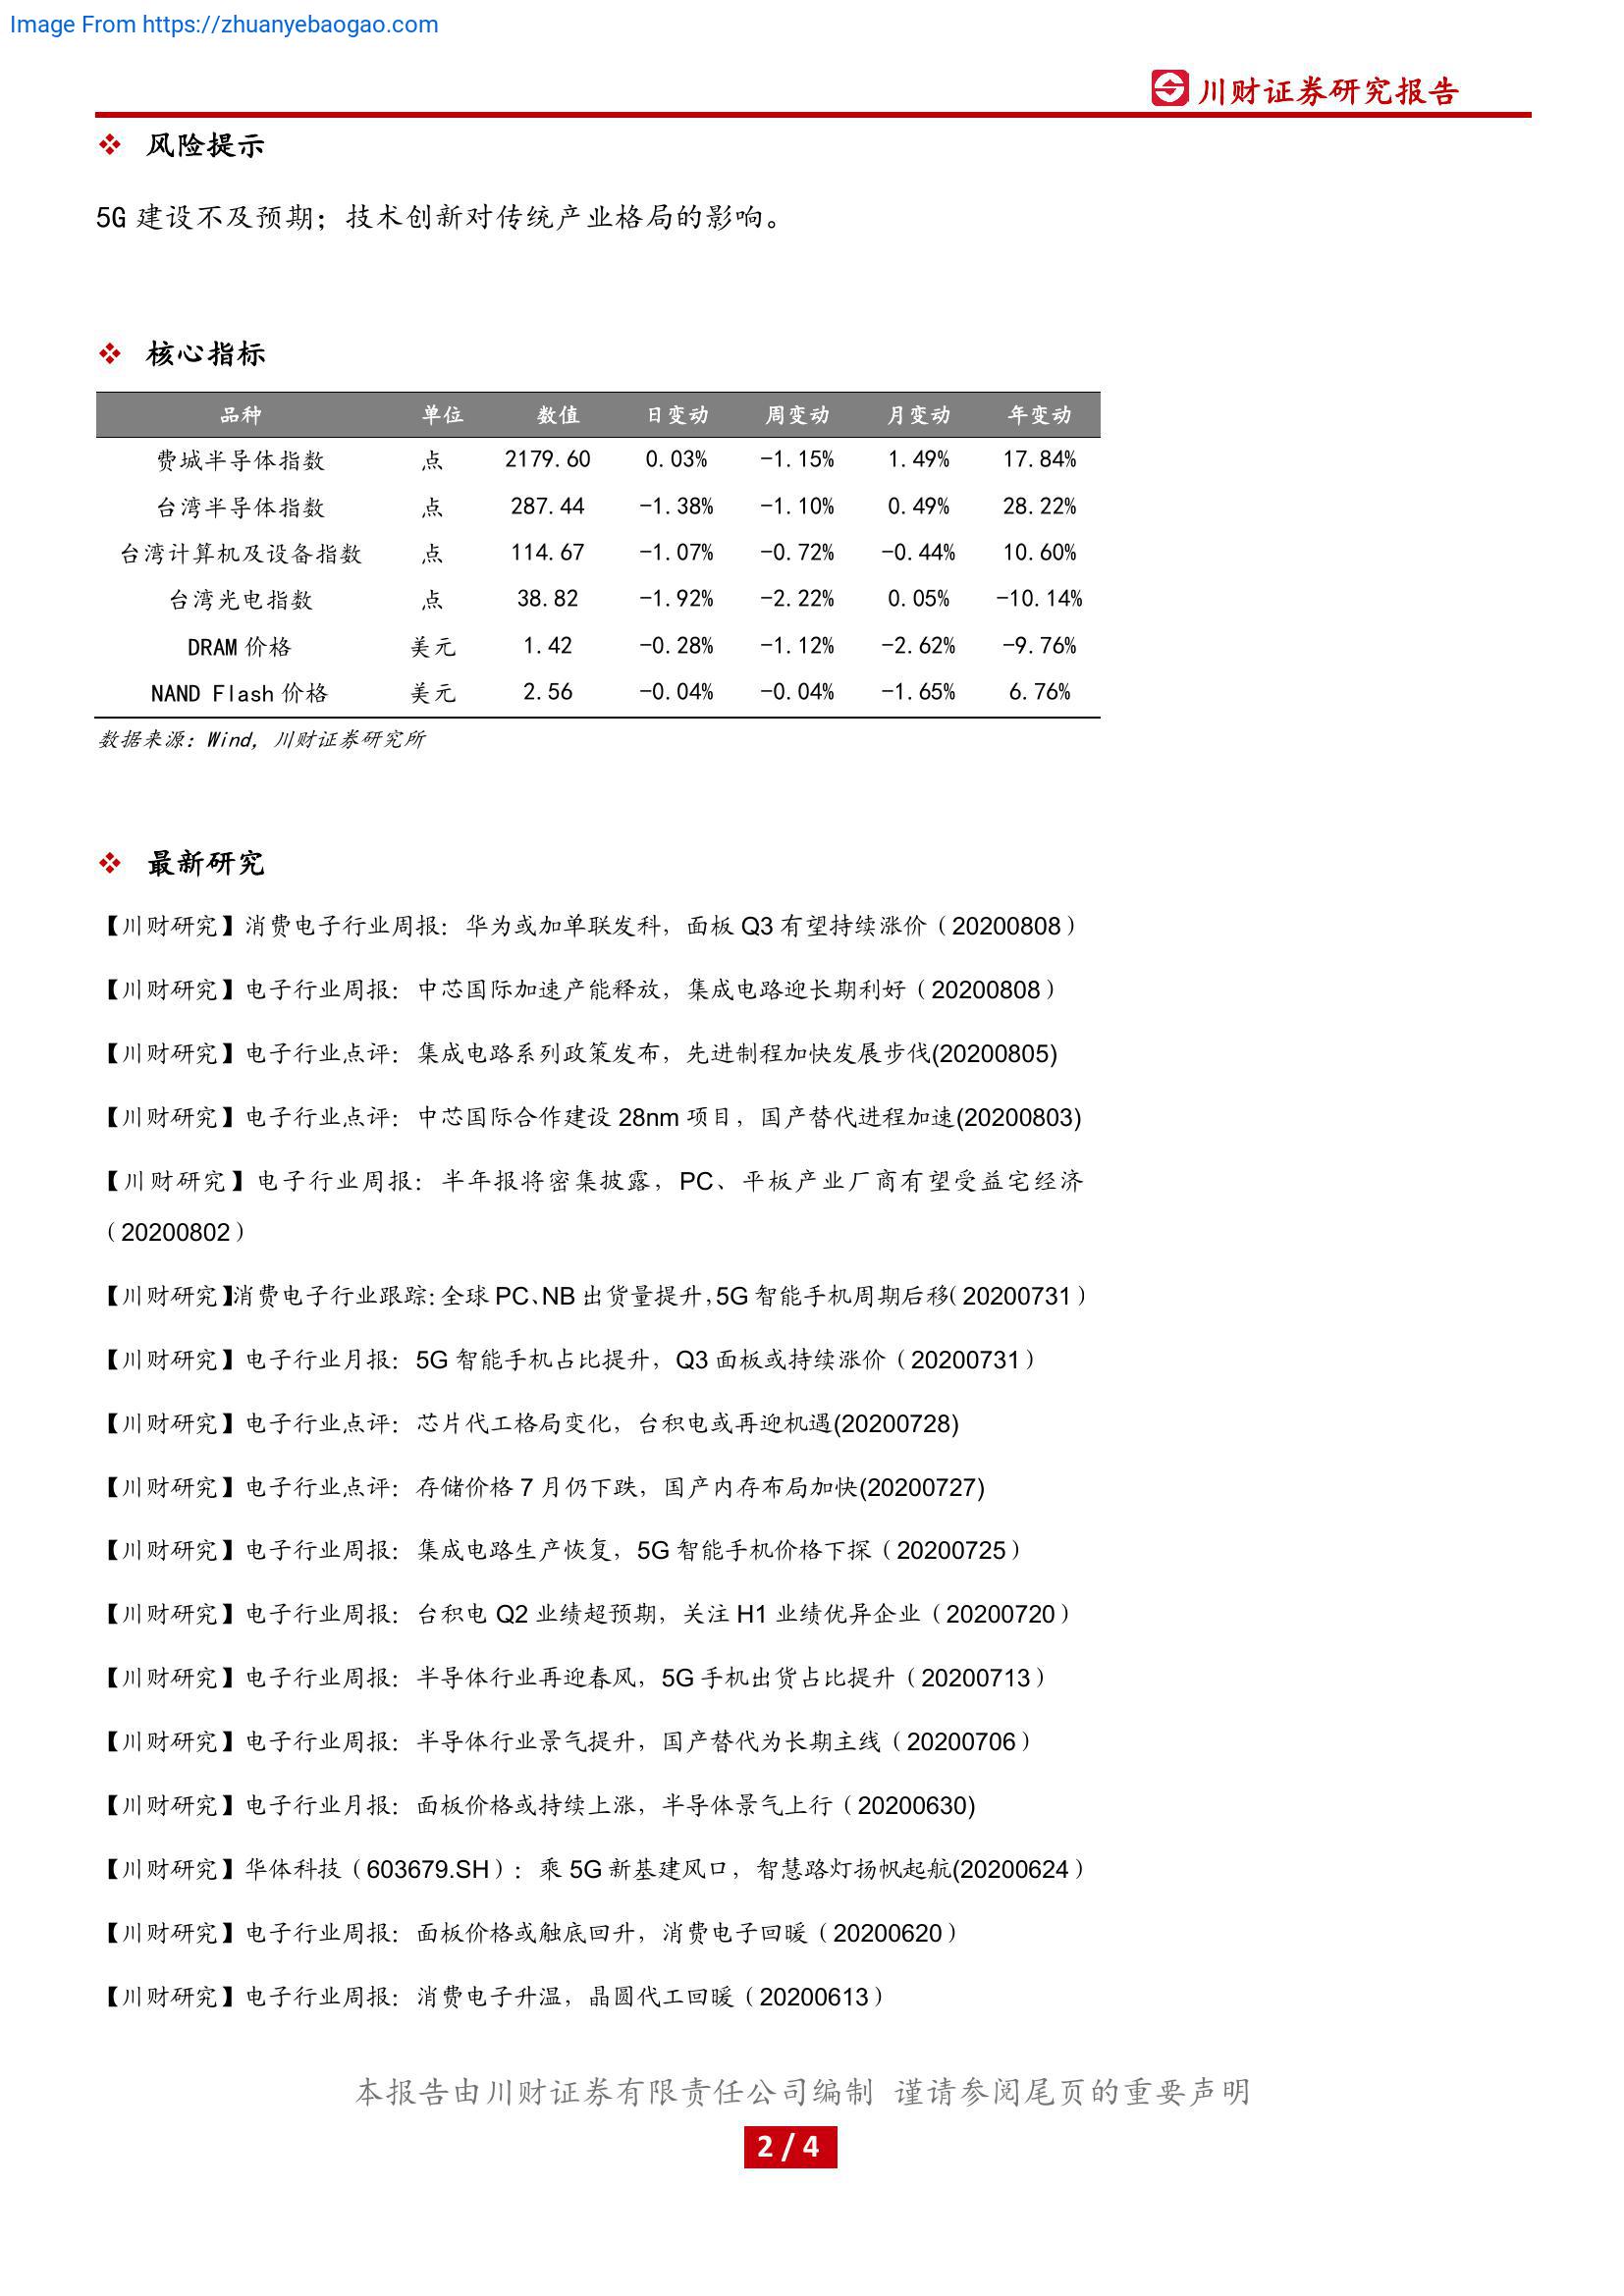 Image From https://zhuanyebaogao.com
川财证券研究报告
❖ 风险提示
5G 建设不及预期；技术创新对传统产业格局的影响。
❖ 核心指标
品种 单位 数值 日变动 周变动 月变动 年变动
费城半导体指数 点 2179.60 0.03% -1.15% 1.49% 17.84%
台湾半导体指数 点 287.44 -1.38% -1.10% 0.49% 28.22%
台湾计算机及设备指数 点 114.67 -1.07% -0.72% -0.44% 10.60%
台湾光电指数 点 38.82 -1.92% -2.22% 0.05% -10.14%
DRAM 价格 美元 1.42 -0.28% -1.12% -2.62% -9.76%
NAND Flash 价格 美元 2.56 -0.04% -0.04% -1.65% 6.76%
数据来源：Wind，川财证券研究所
❖ 最新研究
【川财研究】消费电子行业周报：华为或加单联发科，面板 Q3 有望持续涨价（20200808）
【川财研究】电子行业周报：中芯国际加速产能释放，集成电路迎长期利好（20200808）
【川财研究】电子行业点评：集成电路系列政策发布，先进制程加快发展步伐(20200805)
【川财研究】电子行业点评：中芯国际合作建设 28nm 项目，国产替代进程加速(20200803)
【川财研究】电子行业周报：半年报将密集披露，PC、平板产业厂商有望受益宅经济
（20200802）
【川财研究】消费电子行业跟踪：全球 PC、NB 出货量提升，5G 智能手机周期后移（20200731）
【川财研究】电子行业月报：5G 智能手机占比提升，Q3 面板或持续涨价（20200731）
【川财研究】电子行业点评：芯片代工格局变化，台积电或再迎机遇(20200728)
【川财研究】电子行业点评：存储价格 7 月仍下跌，国产内存布局加快(20200727)
【川财研究】电子行业周报：集成电路生产恢复，5G 智能手机价格下探（20200725）
【川财研究】电子行业周报：台积电 Q2 业绩超预期，关注 H1 业绩优异企业（20200720）
【川财研究】电子行业周报：半导体行业再迎春风，5G 手机出货占比提升（20200713）
【川财研究】电子行业周报：半导体行业景气提升，国产替代为长期主线（20200706）
【川财研究】电子行业月报：面板价格或持续上涨，半导体景气上行（20200630)
【川财研究】华体科技（603679.SH）：乘 5G 新基建风口，智慧路灯扬帆起航(20200624）
【川财研究】电子行业周报：面板价格或触底回升，消费电子回暖（20200620）
【川财研究】电子行业周报：消费电子升温，晶圆代工回暖（20200613）
本报告由川财证券有限责任公司编制 谨请参阅尾页的重要声明
2 / 4